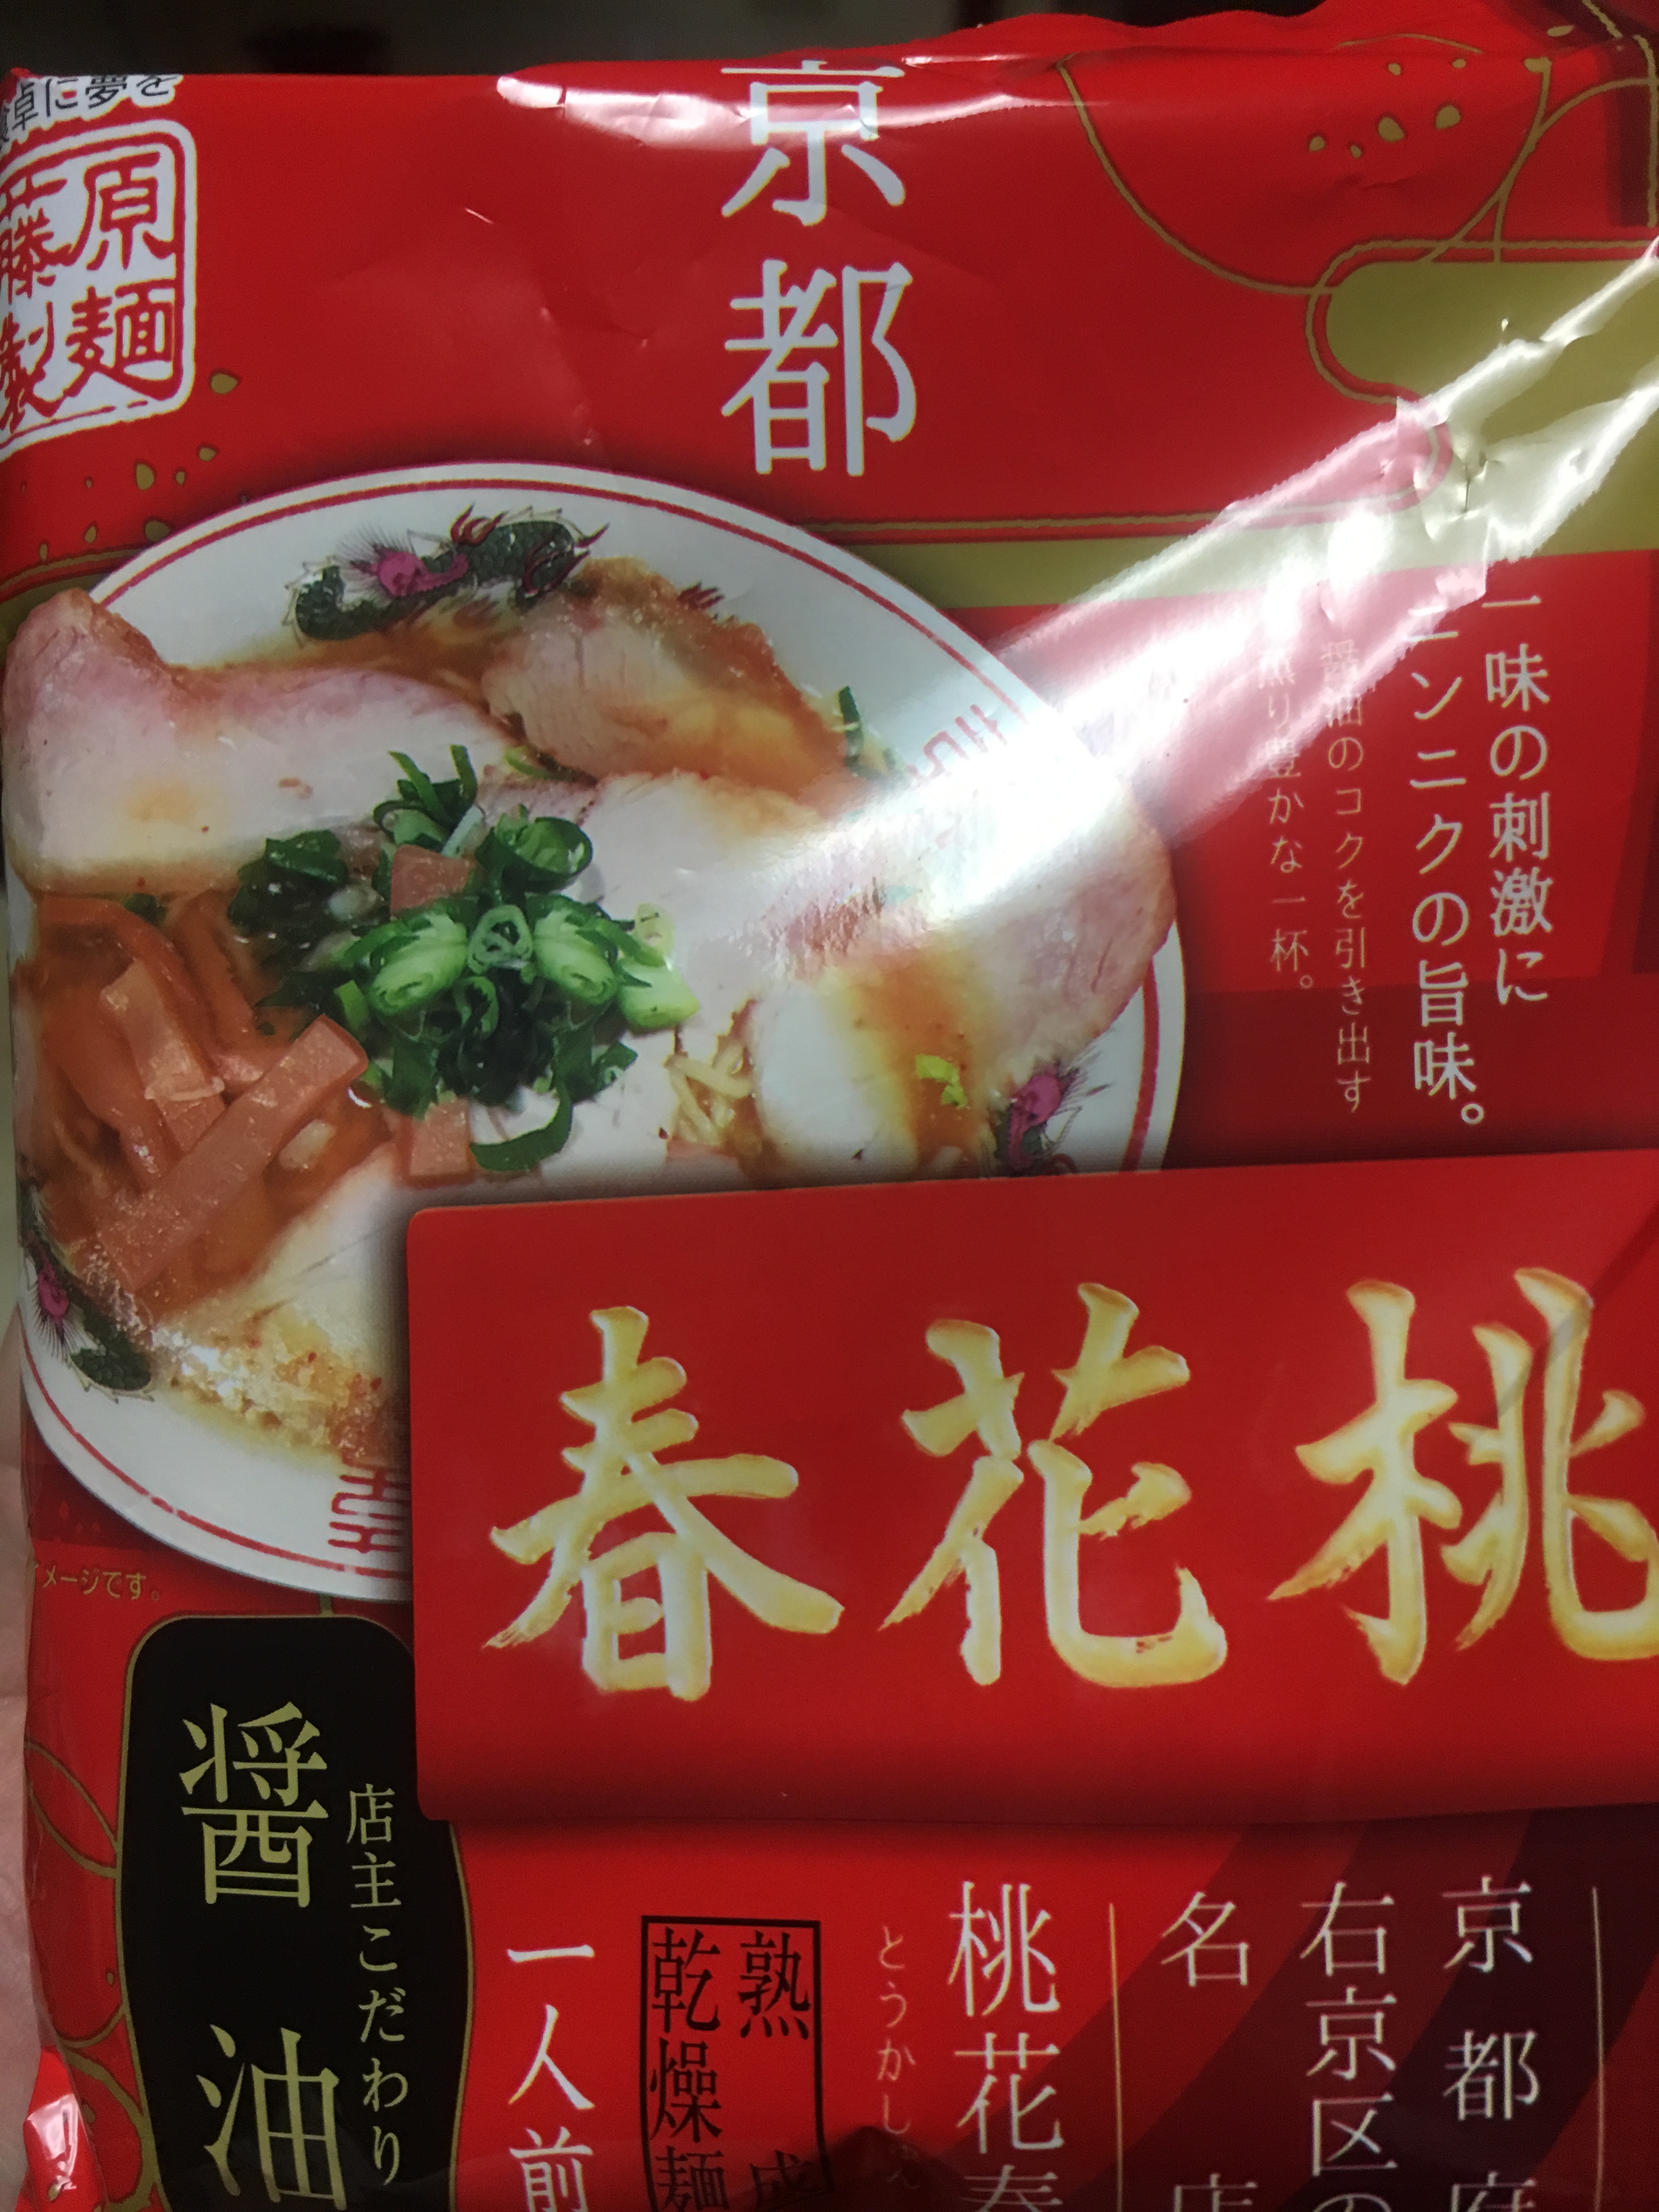 食卓に夢を
藤原製麺
京都
一味の刺激に
ニンニクの旨味。
醤油のコクを引き出す
薫り豊かな一杯。
桃花春
イメージです。
店主こだわり
醤油
京都府
右京区の
名店
桃花春
とうかしゅ
熟成
乾燥麺
一人前